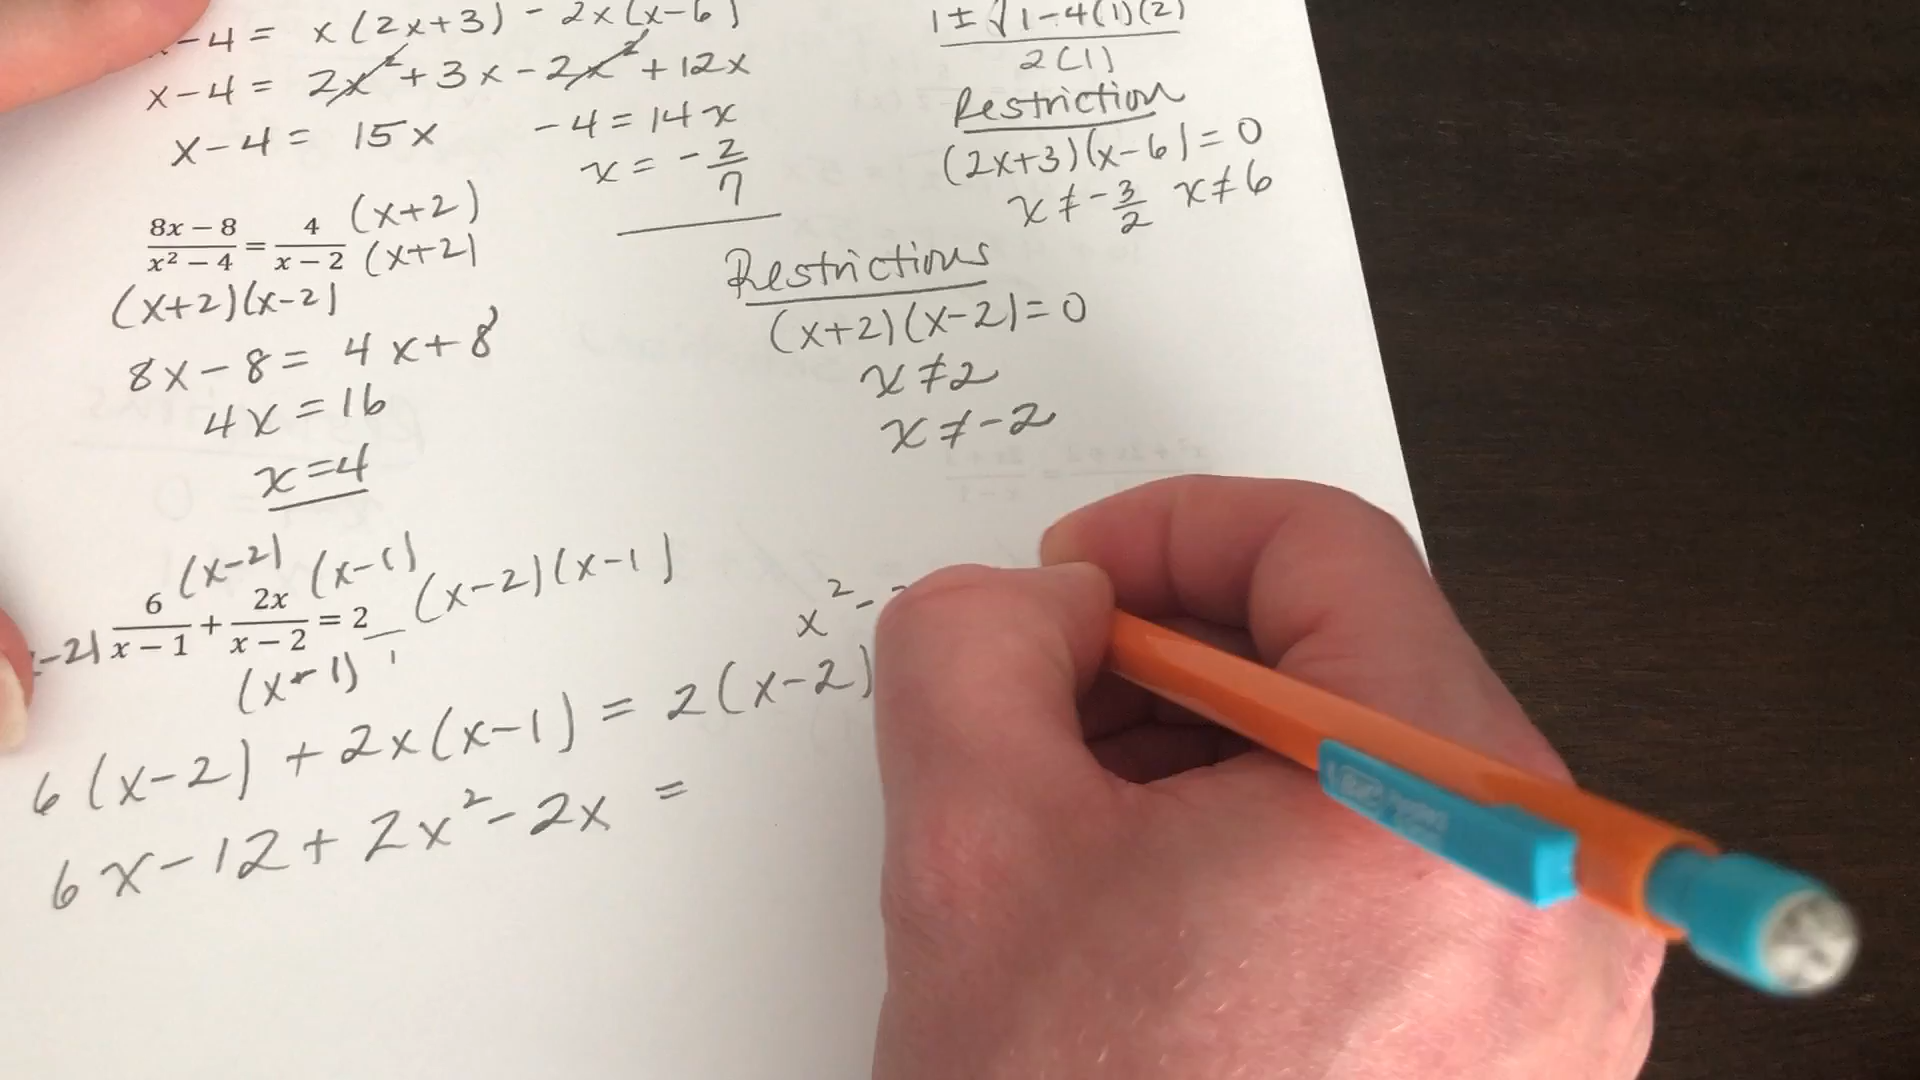 x-4 = x(2x+3) - 2x(x-6)
x-4 = 2x²+3x-2x²+12x
x-4 = 15x
-4=14x
x = -2/7
1±√1-4(1)(2) / 2(1)
Restriction
(2x+3)(x-6)=0
x≠-3/2 x≠6
(8x-8)/(x²-4) = 4/(x-2) (x+2)/(x+2)
(x+2)(x-2)
8x-8= 4x+8
4x=16
x=4
Restrictions
(x+2)(x-2)=0
x≠2
x≠-2
(x-2) (x-1) (x-2)(x-1)
6/(x-1) + 2x/(x-2) = 2/1
-2) (x-1)
x²-
6(x-2) + 2x(x-1) = 2(x-2)
6x-12+2x²-2x =